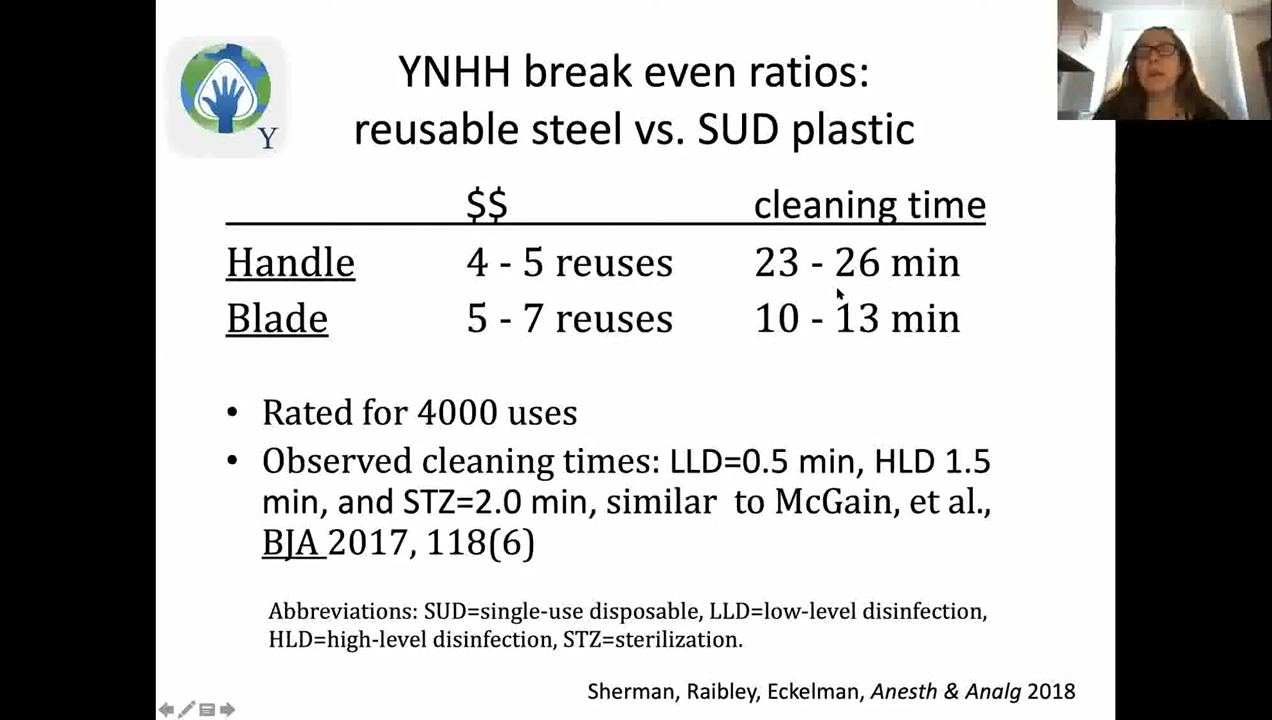 YNHH break even ratios:
reusable steel vs. SUD plastic
Y
$$ cleaning time
Handle 4 - 5 reuses 23 - 26 min
Blade 5 - 7 reuses 10 - 13 min
• Rated for 4000 uses
• Observed cleaning times: LLD=0.5 min, HLD 1.5
min, and STZ=2.0 min, similar to McGain, et al.,
BJA 2017, 118(6)
Abbreviations: SUD=single-use disposable, LLD=low-level disinfection,
HLD=high-level disinfection, STZ=sterilization.
Sherman, Raibley, Eckelman, Anesth & Analg 2018